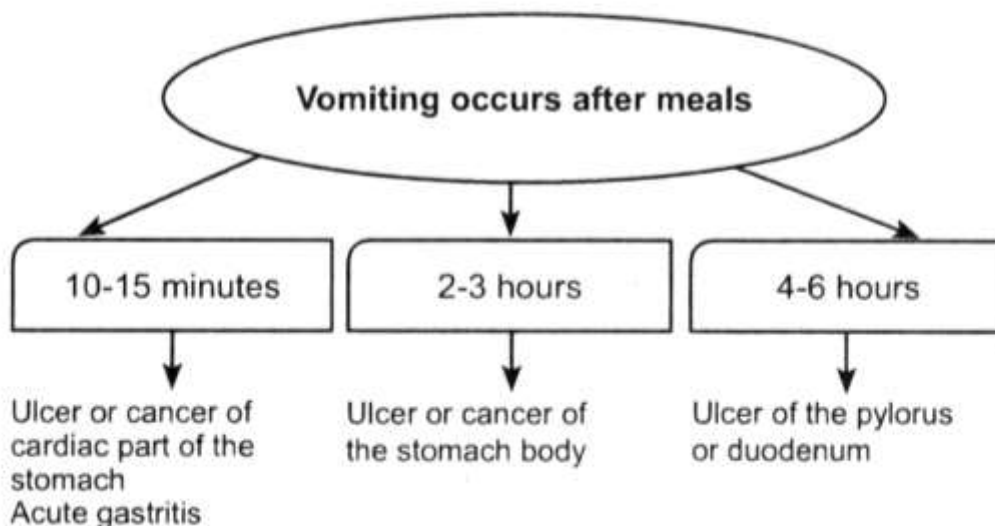 Vomiting occurs after meals
10-15 minutes
2-3 hours
4-6 hours
Ulcer or cancer of
cardiac part of the
stomach
Acute gastritis
Ulcer or cancer of
the stomach body
Ulcer of the pylorus
or duodenum